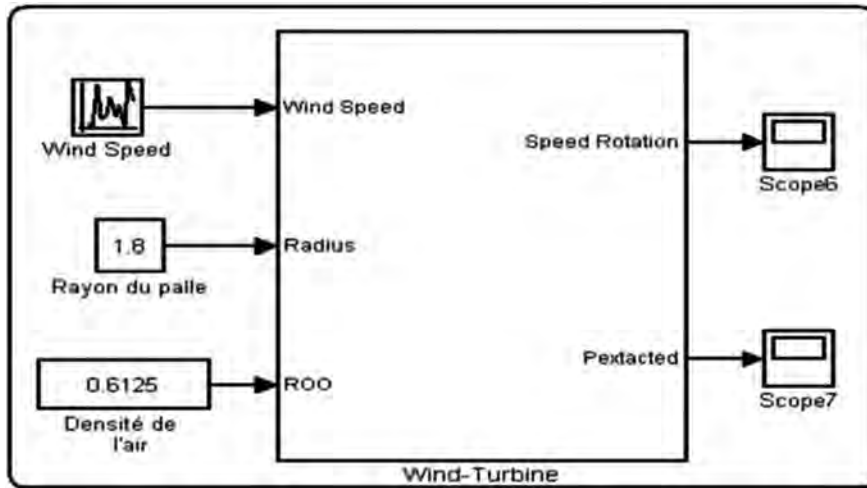 Wind Speed
Wind Speed
Speed Rotation
Scope6
1.8
Radius
Rayon du palle
Pextacted
0.6125
ROO
Scope7
Densité de
l'air
Wind-Turbine